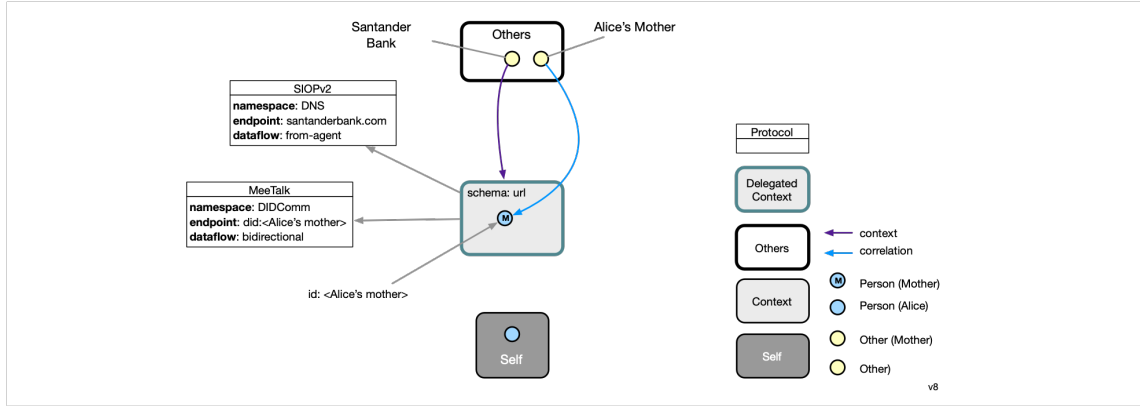 Santander
Bank
Others
Alice's Mother
SIOPv2
namespace: DNS
endpoint: santanderbank.com
dataflow: from-agent
MeeTalk
namespace: DIDComm
endpoint: did:<Alice's mother>
dataflow: bidirectional
schema: url
M
id: <Alice's mother>
Self
Protocol
Delegated
Context
Others
Context
Self
context
correlation
M
Person (Mother)
Person (Alice)
Other (Mother)
Other)
v8